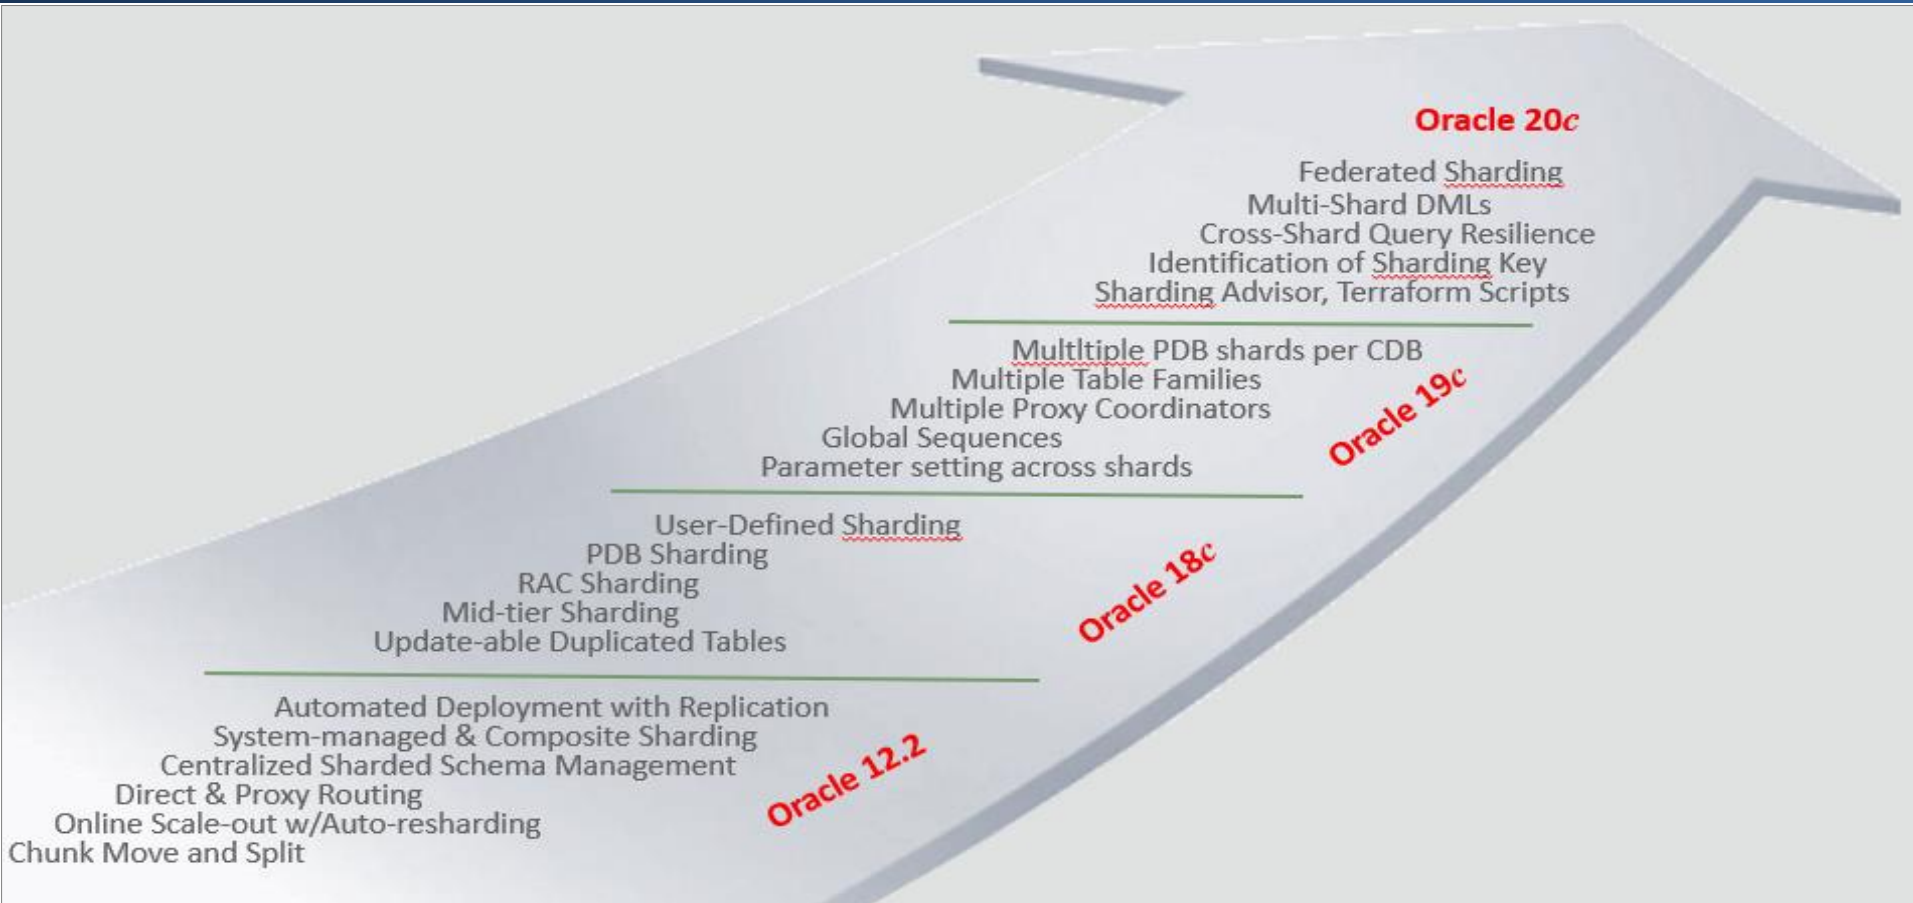 Oracle 20c
Federated Sharding
Multi-Shard DMLs
Cross-Shard Query Resilience
Identification of Sharding Key
Sharding Advisor, Terraform Scripts
Multltiple PDB shards per CDB
Multiple Table Families
Multiple Proxy Coordinators
Global Sequences
Parameter setting across shards
Oracle 19c
User-Defined Sharding
PDB Sharding
RAC Sharding
Mid-tier Sharding
Update-able Duplicated Tables
Oracle 18c
Automated Deployment with Replication
System-managed & Composite Sharding
Centralized Sharded Schema Management
Direct & Proxy Routing
Online Scale-out w/Auto-resharding
Chunk Move and Split
Oracle 12.2